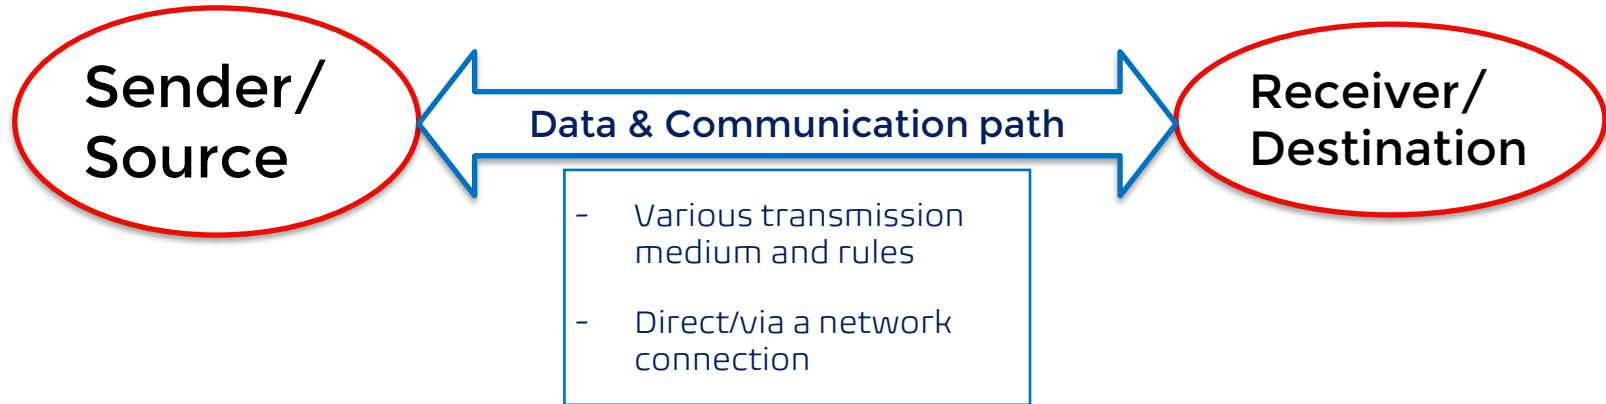 Sender/
Source
Data & Communication path
Receiver/
Destination
- Various transmission
medium and rules
- Direct/via a network
connection